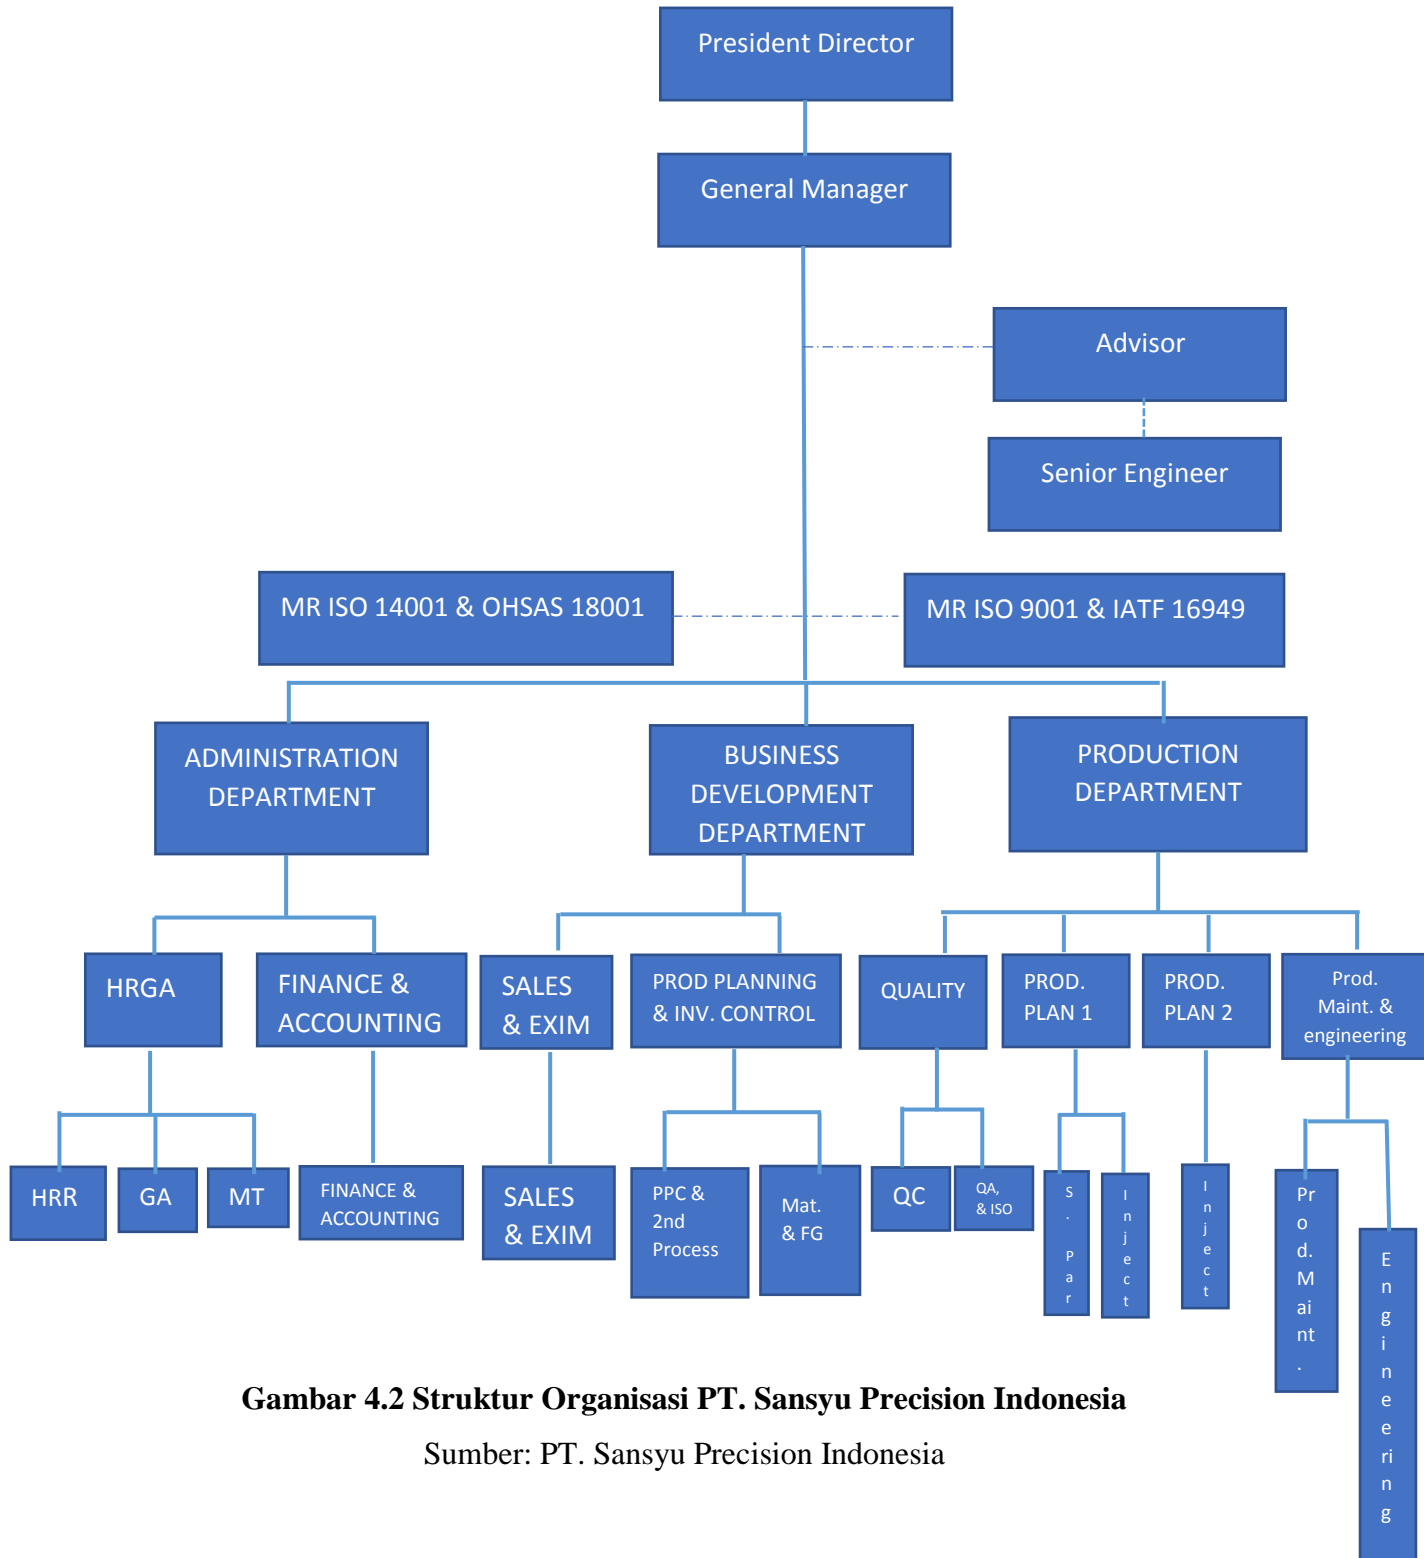 President Director
General Manager
Advisor
Senior Engineer
MR ISO 14001 & OHSAS 18001
MR ISO 9001 & IATF 16949
ADMINISTRATION
DEPARTMENT
BUSINESS
DEVELOPMENT
DEPARTMENT
PRODUCTION
DEPARTMENT
HRGA
FINANCE &
ACCOUNTING
SALES
& EXIM
PROD PLANNING
& INV. CONTROL
QUALITY
PROD.
PLAN 1
PROD.
PLAN 2
Prod.
Maint. &
engineering
HRR
GA
MT
FINANCE &
ACCOUNTING
SALES
& EXIM
PPC &
2nd
Process
Mat.
& FG
QC
QA,
& ISO
S
.
P
a
r
I
n
j
e
c
t
I
n
j
e
c
t
Pr
o
d.
M
ai
nt
.
E
n
g
i
n
e
e
ri
n
g
Gambar 4.2 Struktur Organisasi PT. Sansyu Precision Indonesia
Sumber: PT. Sansyu Precision Indonesia